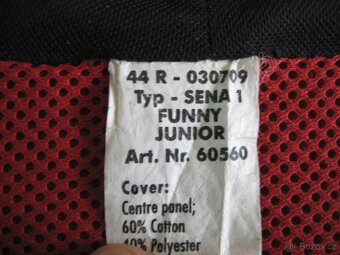 44 R - 030709
Typ - SENA 1
FUNNY
JUNIOR
Art. Nr. 60560
Cover:
Centre panel;
60% Cotton
40% Polyester